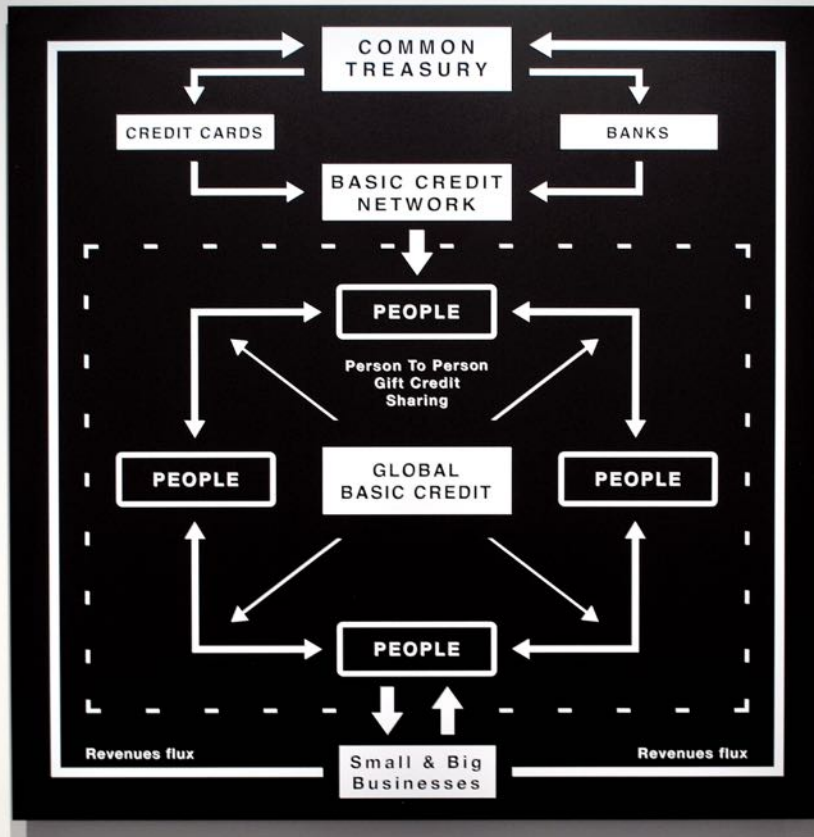 COMMON
TREASURY
CREDIT CARDS
BANKS
BASIC CREDIT
NETWORK
PEOPLE
Person To Person
Gift Credit
Sharing
PEOPLE
GLOBAL
BASIC CREDIT
PEOPLE
PEOPLE
Revenues flux
Revenues flux
Small & Big
Businesses